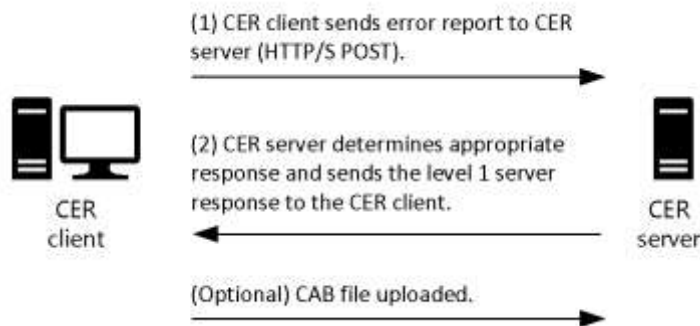 (1) CER client sends error report to CER
server (HTTP/S POST).
(2) CER server determines appropriate
response and sends the level 1 server
response to the CER client.
CER
client
CER
server
(Optional) CAB file uploaded.